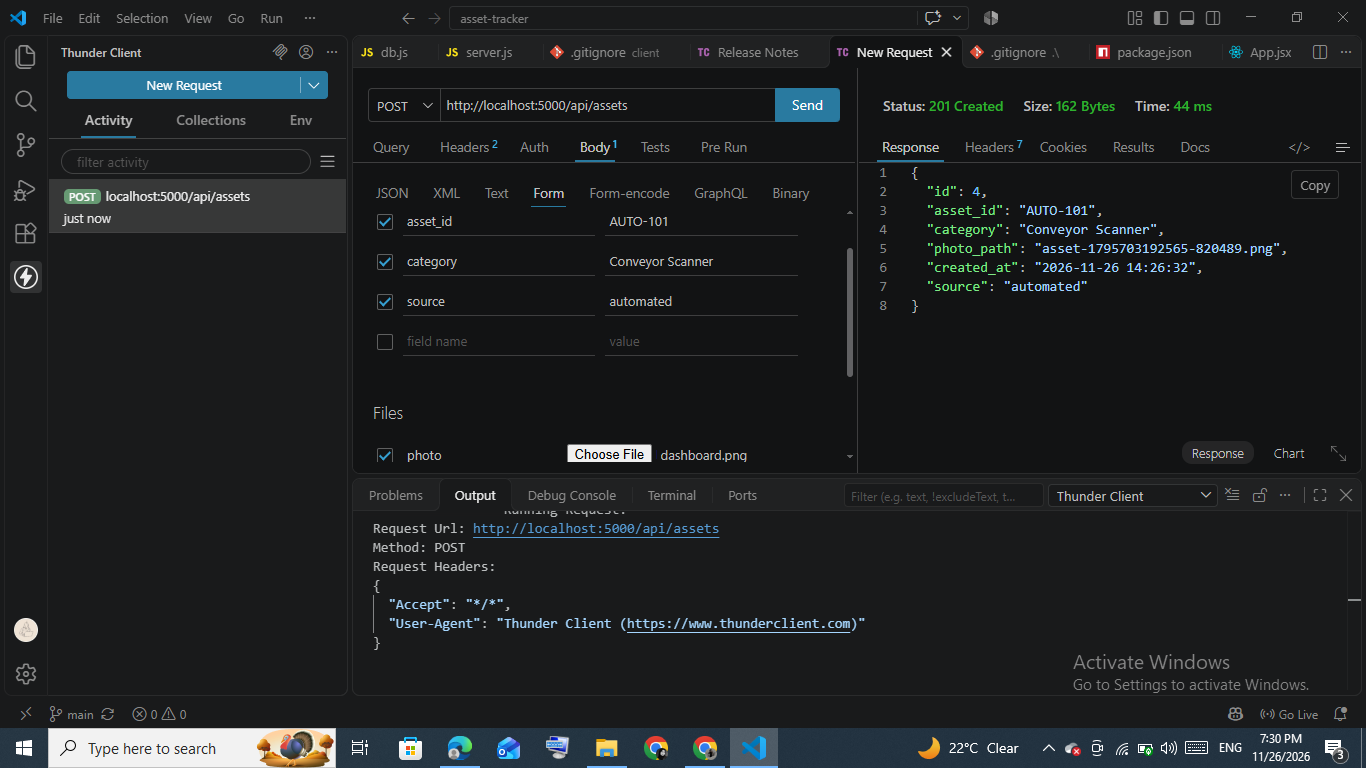 File Edit Selection View Go Run ···
asset-tracker
Thunder Client
New Request
Activity Collections Env
filter activity
POST localhost:5000/api/assets
just now
JS db.js JS server.js .gitignore client TC Release Notes TC New Request .gitignore .\ package.json App.jsx
POST http://localhost:5000/api/assets Send
Query Headers 2 Auth Body 1 Tests Pre Run
JSON XML Text Form Form-encode GraphQL Binary
asset_id AUTO-101
category Conveyor Scanner
source automated
field name value
Files
photo Choose File dashboard.png
Status: 201 Created Size: 162 Bytes Time: 44 ms
Response Headers 7 Cookies Results Docs </>
Copy
1 {
2 "id": 4,
3 "asset_id": "AUTO-101",
4 "category": "Conveyor Scanner",
5 "photo_path": "asset-1795703192565-820489.png",
6 "created_at": "2026-11-26 14:26:32",
7 "source": "automated"
8 }
Response Chart
Problems Output Debug Console Terminal Ports Filter (e.g. text, !excludeText, t... Thunder Client
Running Request:
Request Url: http://localhost:5000/api/assets
Method: POST
Request Headers:
{
"Accept": "*/*",
"User-Agent": "Thunder Client (https://www.thunderclient.com)"
}
Activate Windows
Go to Settings to activate Windows.
main 0 0 Go Live
Type here to search
22°C Clear ENG
7:30 PM
11/26/2026
3